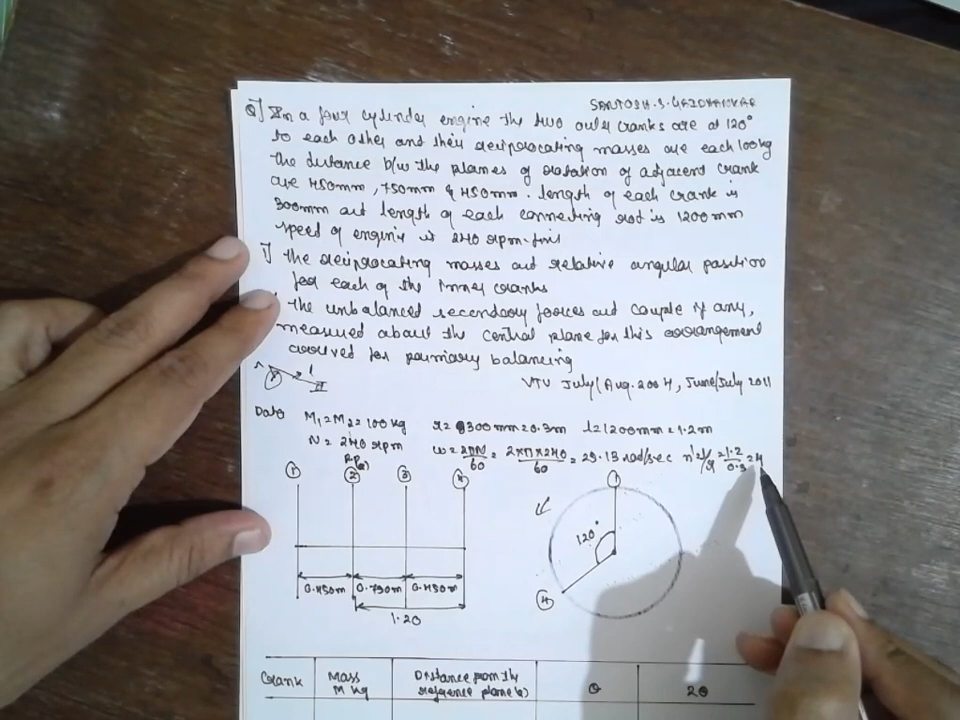 SANTOSH.S.GAIDHANKAR
Q] In a four cylinder engine the two outer cranks are at 120°
to each other and their reciprocating masses are each 100kg
the distance b/w the planes of rotation of adjacent crank
are 450mm, 750mm & 450mm. length of each crank is
300mm and length of each connecting rod is 1200mm
speed of engine is 240 rpm. find
i] The reciprocating masses and relative angular position
for each of the inner cranks
The unbalanced secondary forces and couple if any,
measured about the central plane for this arrangement
arrived for primary balancing
VTU July/Aug. 2004, June/July 2011
r l
Data M1=M2= 100 kg r= 300mm=0.3m l=1200mm=1.2m
N= 240 rpm ω= 2πN/60 = 2×π×240/60 = 25.13 rad/sec n= l/r = 1.2/0.3 = 4
R.P
① ② ③ ④ ①
120°
0.450m 0.750m 0.450m ④
1.20
Crank Mass M kg Distance from the reference plane θ 2θ